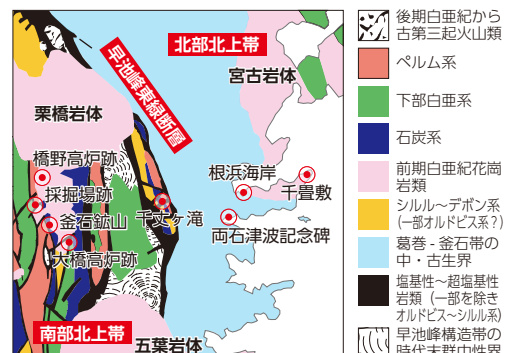 北部北上帯
早池峰東縁断層
宮古岩体
栗橋岩体
橋野高炉跡
根浜海岸
採掘場跡
千畳敷
釜石鉱山
千丈ヶ滝
両石津波記念碑
大橋高炉跡
南部北上帯
五葉岩体
後期白亜紀から
古第三起火山類
ペルム系
下部白亜系
石炭系
前期白亜紀花崗
岩類
シルル〜デボン系
(一部オルドビス系?)
葛巻-釜石帯の
中・古生界
塩基性〜超塩基性
岩類(一部を除き
オルドビス〜シルル系)
早池峰構造帯の